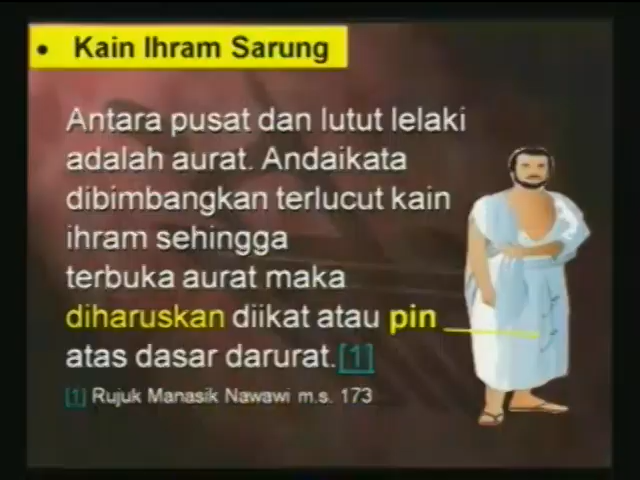 • Kain Ihram Sarung
Antara pusat dan lutut lelaki
adalah aurat. Andaikata
dibimbangkan terlucut kain
ihram sehingga
terbuka aurat maka
diharuskan diikat atau pin
atas dasar darurat.[1]
[1] Rujuk Manasik Nawawi m.s. 173